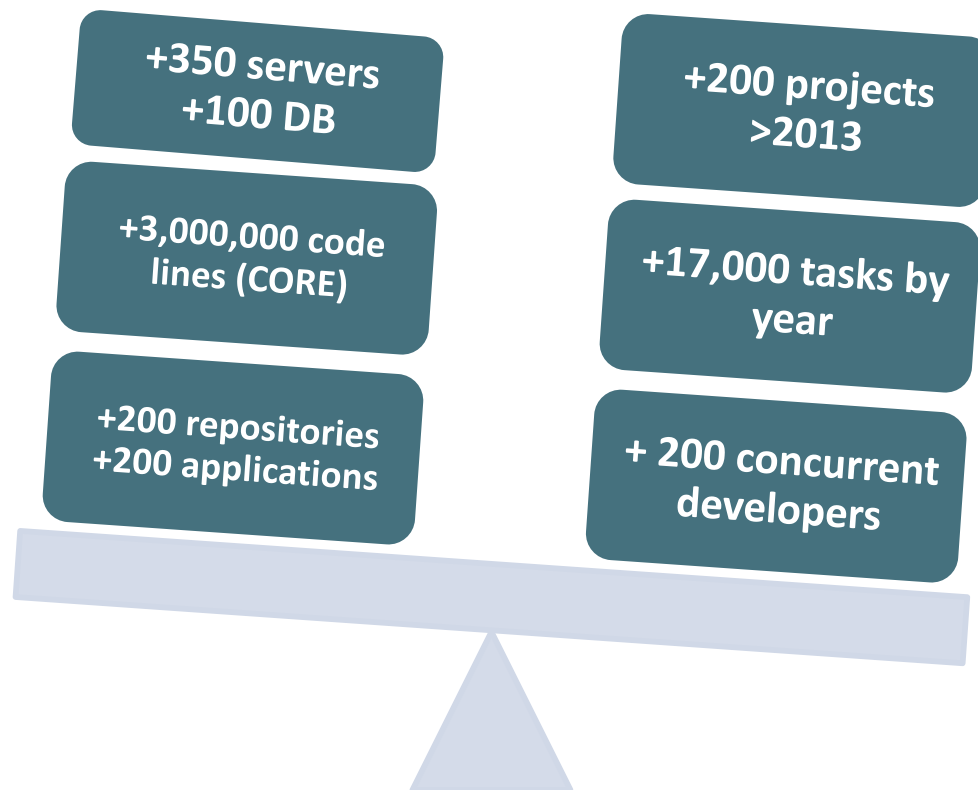 +350 servers
+100 DB
+3,000,000 code
lines (CORE)
+200 repositories
+200 applications
+200 projects
>2013
+17,000 tasks by
year
+ 200 concurrent
developers